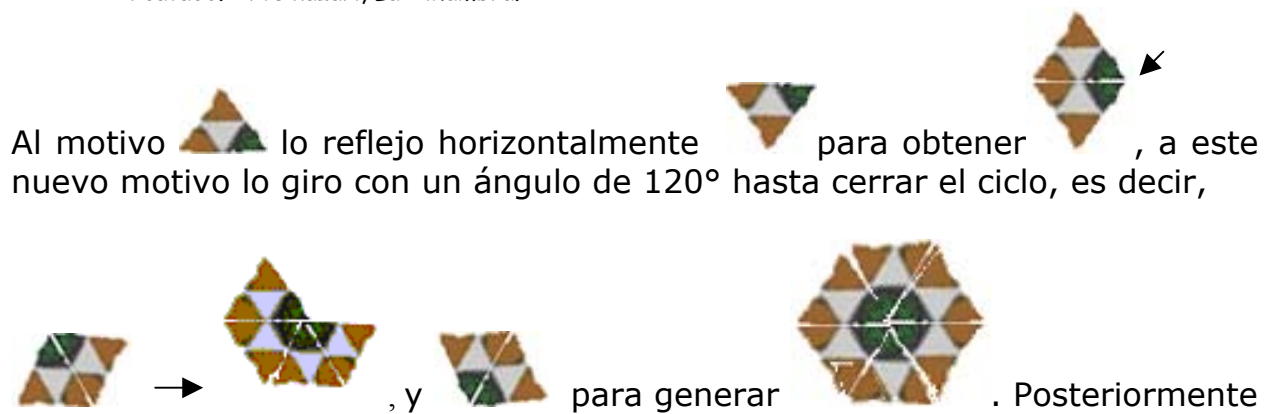 Al motivo lo reflejo horizontalmente para obtener , a este
nuevo motivo lo giro con un ángulo de 120° hasta cerrar el ciclo, es decir,
, y para generar . Posteriormente